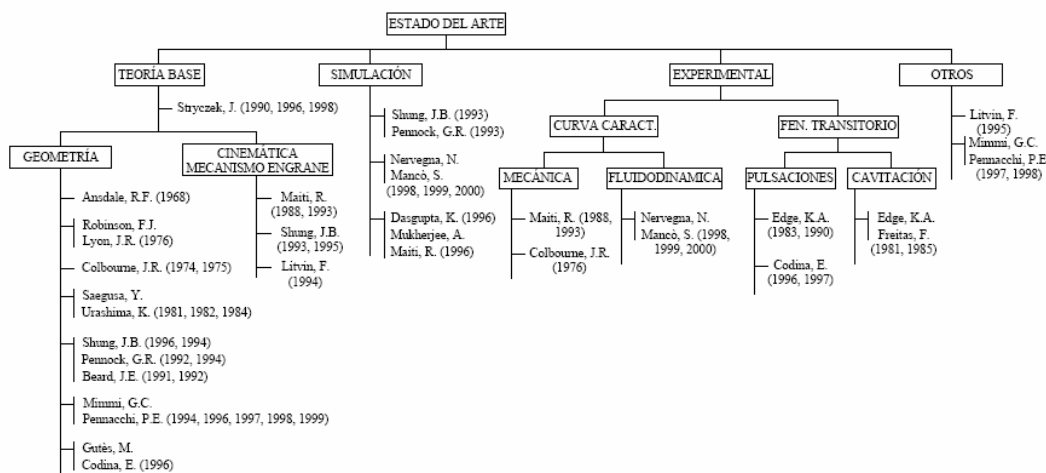 ESTADO DEL ARTE
TEORÍA BASE
Stryczek, J. (1990, 1996, 1998)
GEOMETRÍA
Ansdale, R.F. (1968)
Robinson, F.J.
Lyon, J.R. (1976)
Colbourne, J.R. (1974, 1975)
Saegusa, Y.
Urashima, K. (1981, 1982, 1984)
Shung, J.B. (1996, 1994)
Pennock, G.R. (1992, 1994)
Beard, J.E. (1991, 1992)
Mimmi, G.C.
Pennacchi, P.E. (1994, 1996, 1997, 1998, 1999)
Gutès, M.
Codina, E. (1996)
CINEMÁTICA
MECANISMO ENGRANE
Maiti, R.
(1988, 1993)
Shung, J.B.
(1993, 1995)
Litvin, F.
(1994)
SIMULACIÓN
Shung, J.B. (1993)
Pennock, G.R. (1993)
Nervegna, N.
Mancò, S.
(1998, 1999, 2000)
Dasgupta, K. (1996)
Mukherjee, A.
Maiti, R. (1996)
EXPERIMENTAL
CURVA CARACT.
MECÁNICA
Maiti, R. (1988,
1993)
Colbourne, J.R.
(1976)
FLUIDODINAMICA
Nervegna, N.
Mancò, S. (1998,
1999, 2000)
FEN. TRANSITORIO
PULSACIONES
Edge, K.A.
(1983, 1990)
Codina, E.
(1996, 1997)
CAVITACIÓN
Edge, K.A.
Freitas, F.
(1981, 1985)
OTROS
Litvin, F.
(1995)
Mimmi, G.C.
Pennacchi, P.E
(1997, 1998)